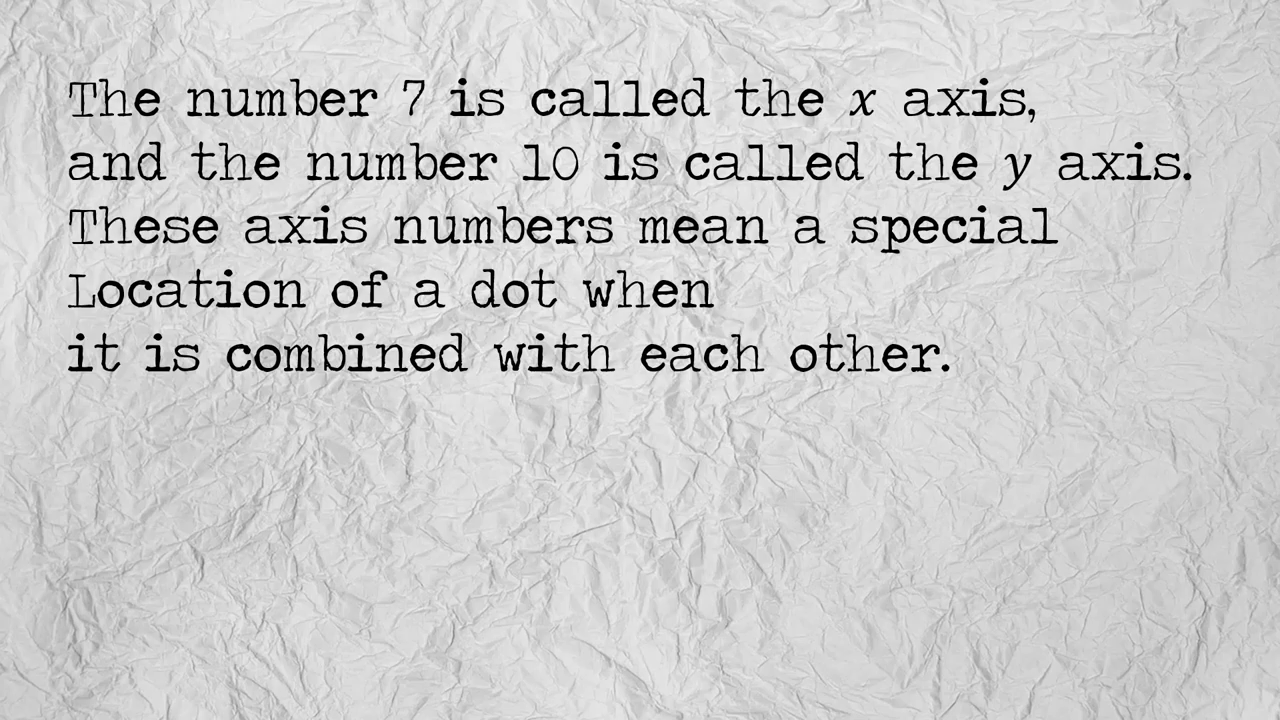 The number 7 is called the x axis,
and the number 10 is called the y axis.
These axis numbers mean a special
Location of a dot when
it is combined with each other.